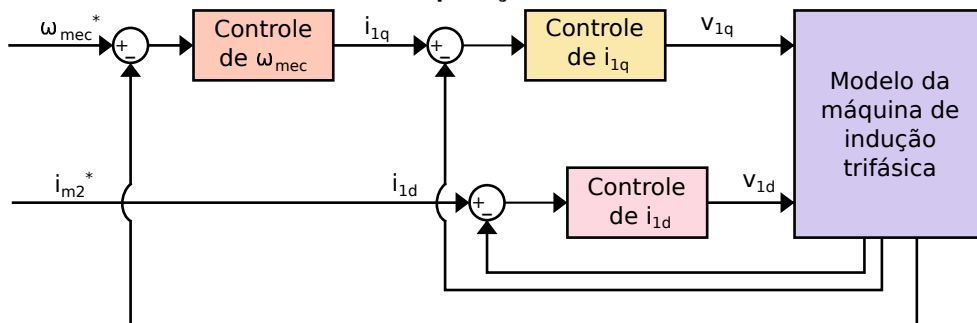 ω_mec*
+
−
Controle
de ω_mec
i_1q
+
−
Controle
de i_1q
v_1q
Modelo da
máquina de
indução
trifásica
i_m2*
i_1d
+
−
Controle
de i_1d
v_1d